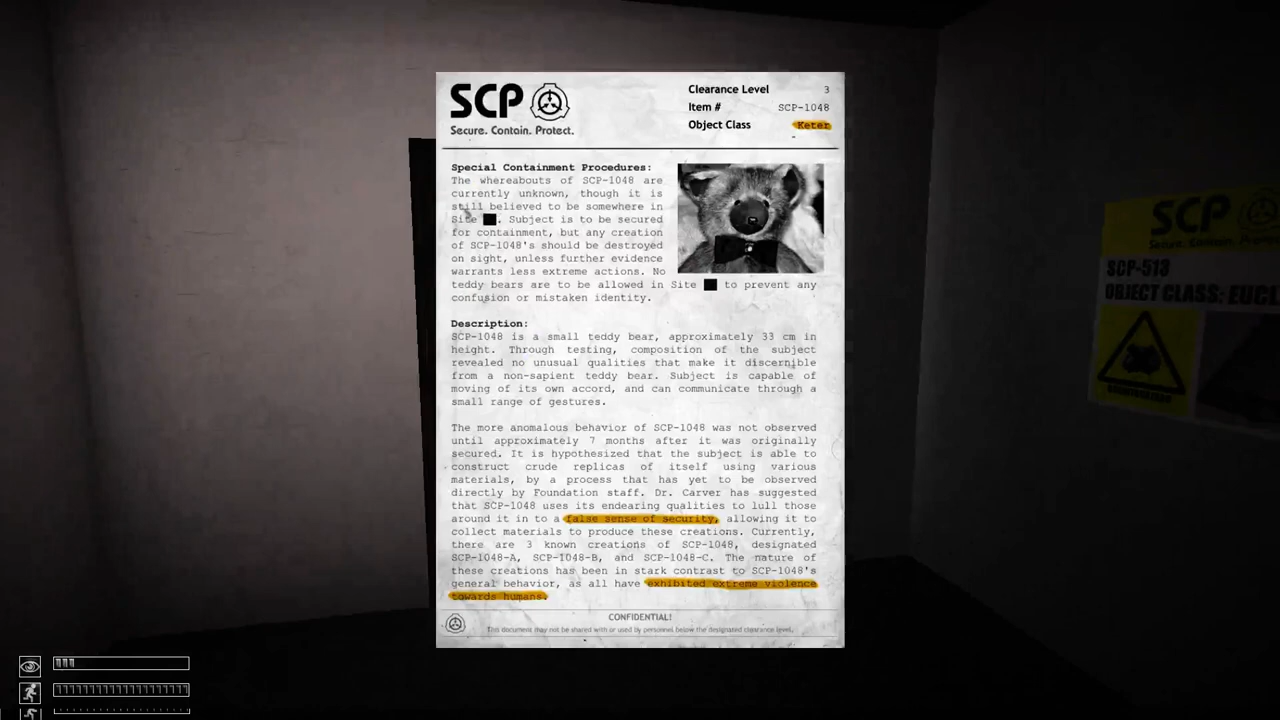 SCP
Secure. Contain. Protect.
Clearance Level 3
Item # SCP-1048
Object Class Keter
Special Containment Procedures:
The whereabouts of SCP-1048 are
currently unknown, though it is
still believed to be somewhere in
Site █. Subject is to be secured
for containment, but any creation
of SCP-1048's should be destroyed
on sight, unless further evidence
warrants less extreme actions. No
teddy bears are to be allowed in Site █ to prevent any
confusion or mistaken identity.
Description:
SCP-1048 is a small teddy bear, approximately 33 cm in
height. Through testing, composition of the subject
revealed no unusual qualities that make it discernible
from a non-sapient teddy bear. Subject is capable of
moving of its own accord, and can communicate through a
small range of gestures.
The more anomalous behavior of SCP-1048 was not observed
until approximately 7 months after it was originally
secured. It is hypothesized that the subject is able to
construct crude replicas of itself using various
materials, by a process that has yet to be observed
directly by Foundation staff. Dr. Carver has suggested
that SCP-1048 uses its endearing qualities to lull those
around it in to a false sense of security, allowing it to
collect materials to produce these creations. Currently,
there are 3 known creations of SCP-1048, designated
SCP-1048-A, SCP-1048-B, and SCP-1048-C. The nature of
these creations has been in stark contrast to SCP-1048's
general behavior, as all have exhibited extreme violence
towards humans.
CONFIDENTIAL!
This document may not be shared with or used by personnel below the designated clearance level.
SCP
Secure. Contain.
SCP-513
OBJECT CLASS: